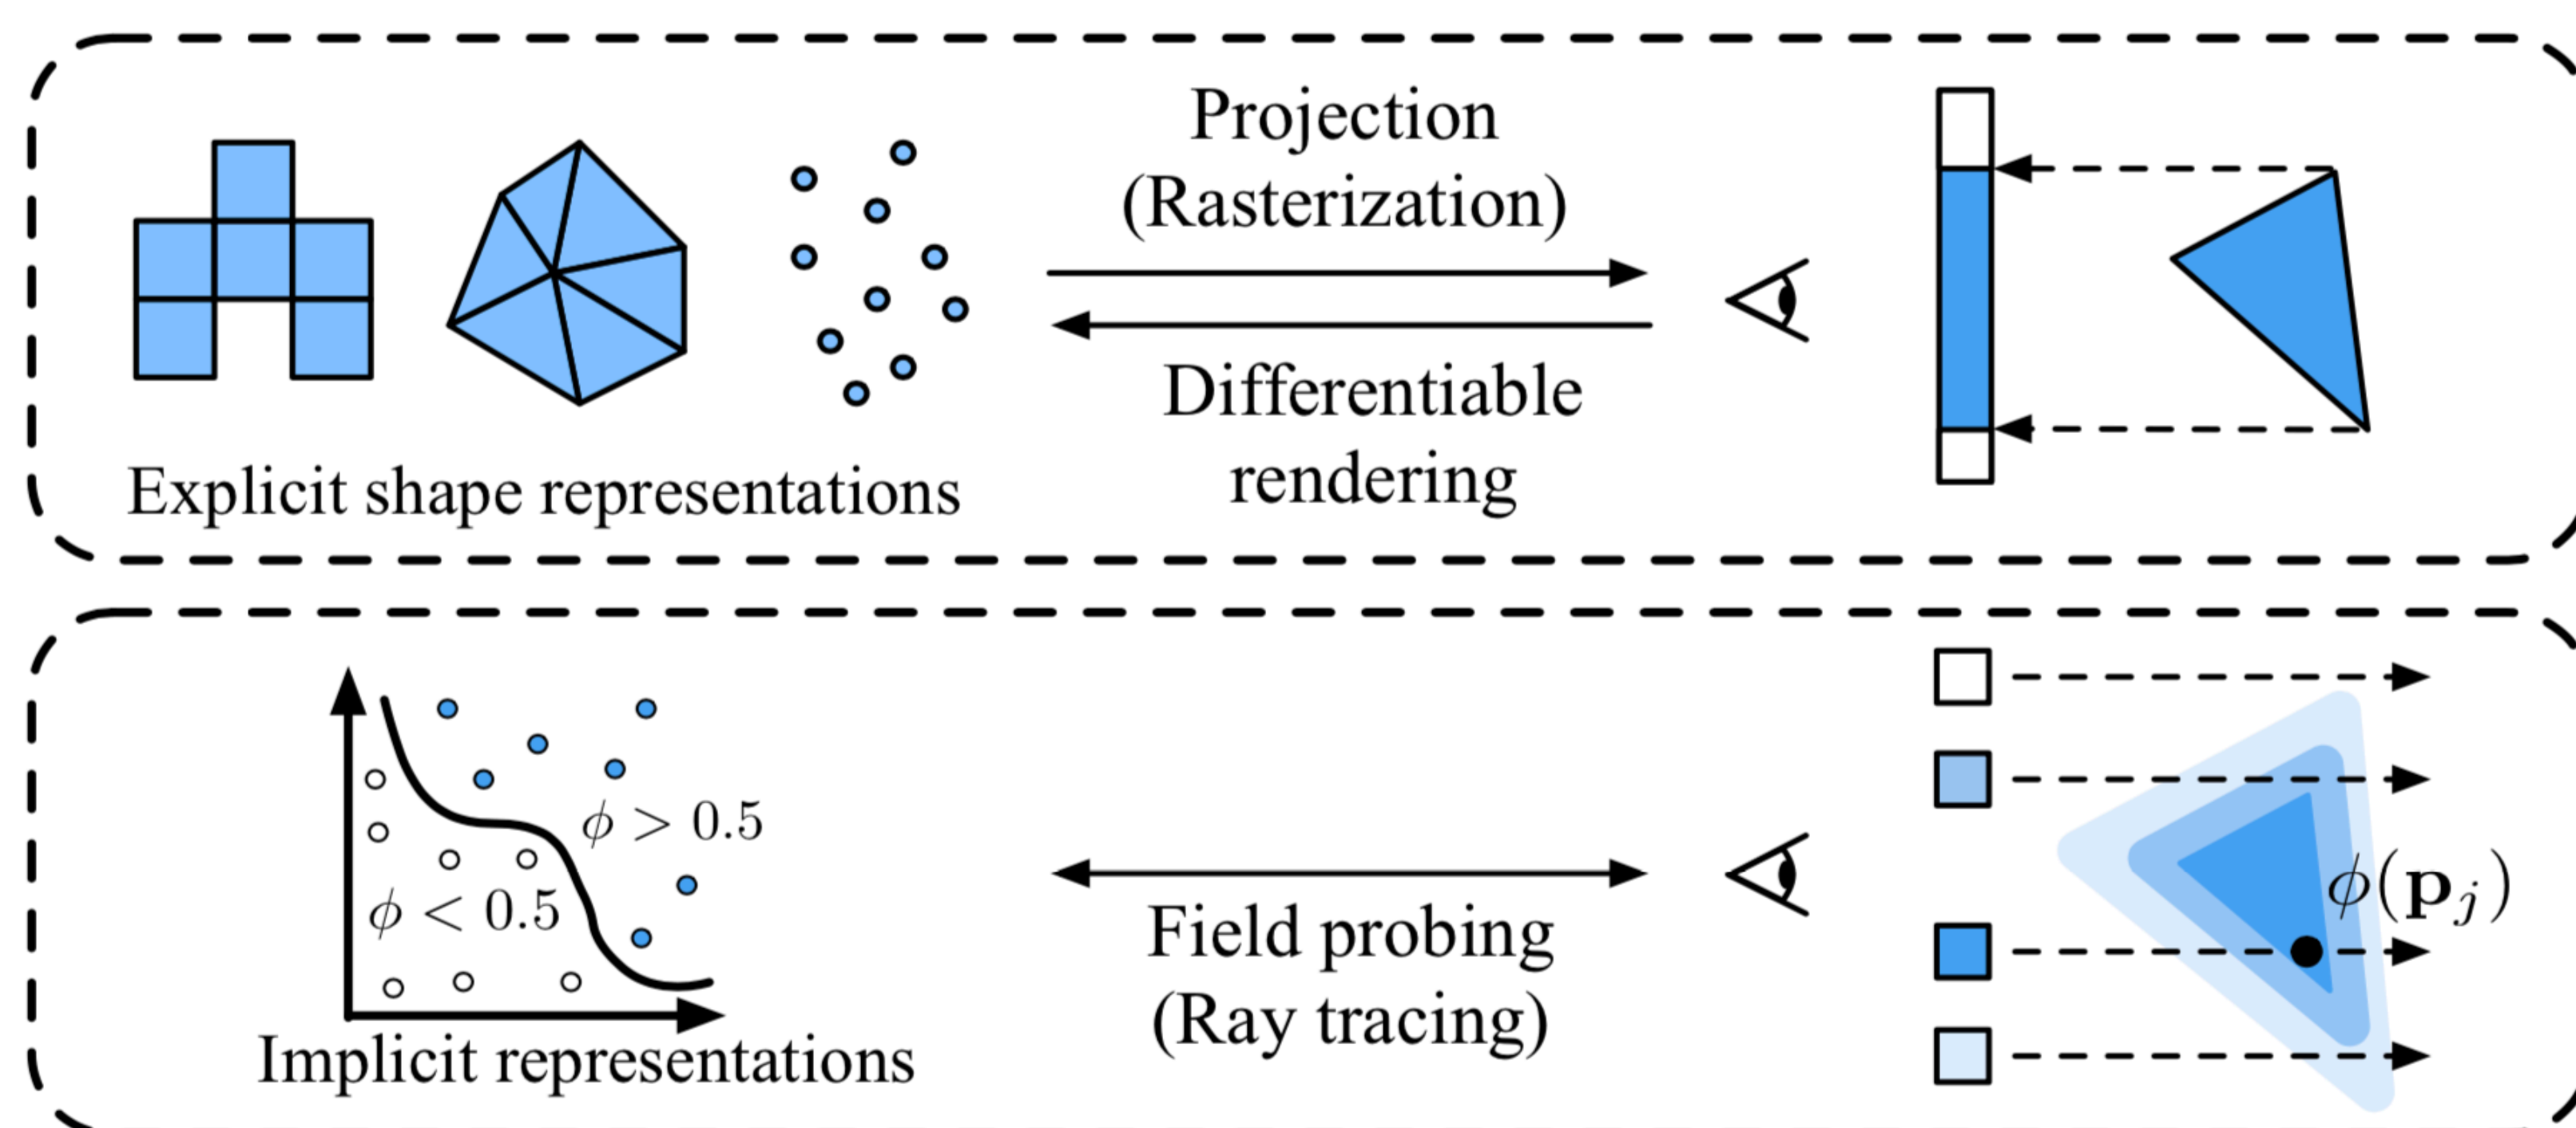 Projection
(Rasterization)
Differentiable
rendering
Explicit shape representations
ϕ > 0.5
ϕ < 0.5
Implicit representations
Field probing
(Ray tracing)
ϕ(p_j)